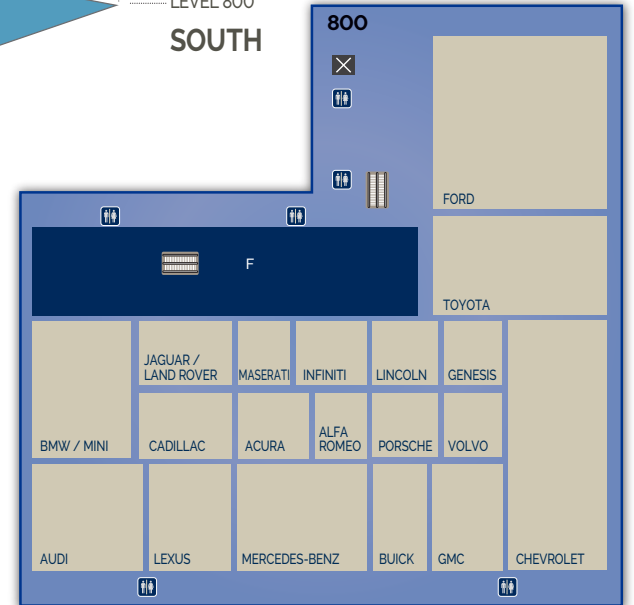 LEVEL 800
SOUTH
800
FORD
F
TOYOTA
JAGUAR /
LAND ROVER
MASERATI
INFINITI
LINCOLN
GENESIS
BMW / MINI
CADILLAC
ACURA
ALFA
ROMEO
PORSCHE
VOLVO
AUDI
LEXUS
MERCEDES-BENZ
BUICK
GMC
CHEVROLET